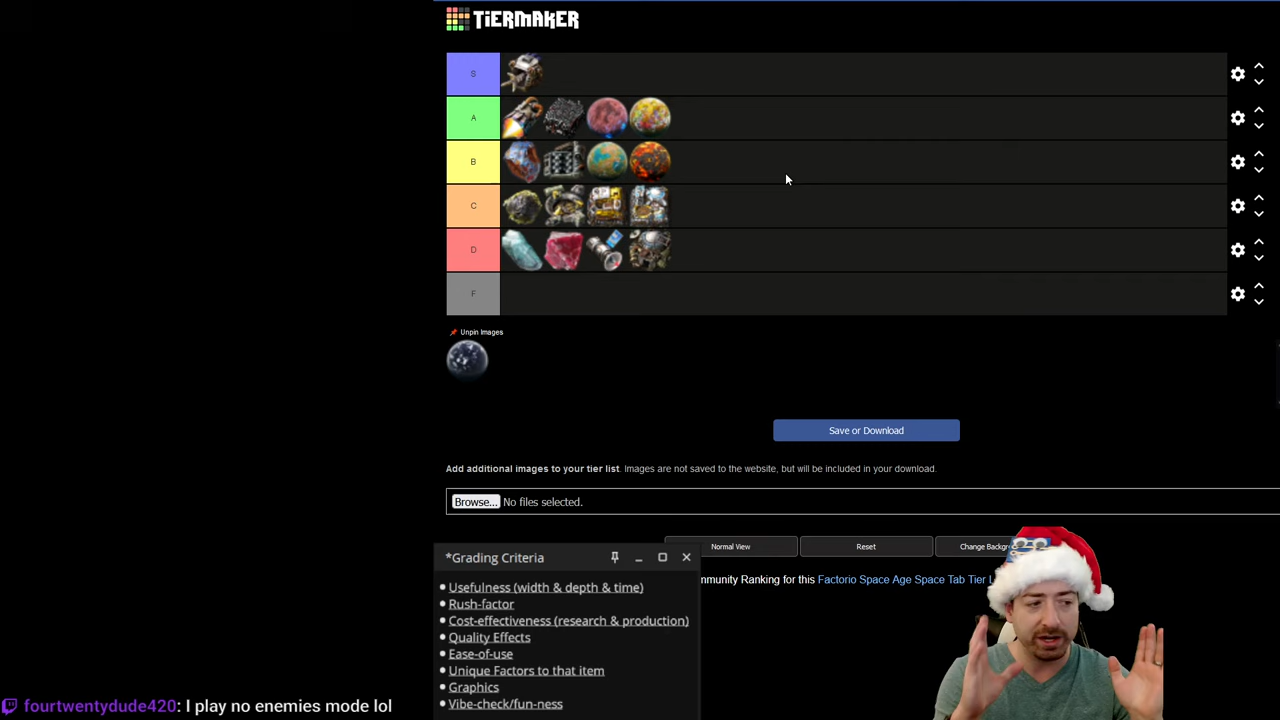 TiERMAKER
S
A
B
C
D
F
Unpin Images
Save or Download
Add additional images to your tier list. Images are not saved to the website, but will be included in your download.
Browse... No files selected.
*Grading Criteria
Normal View
Reset
Change Backgr
mmunity Ranking for this Factorio Space Age Space Tab Tier L
• Usefulness (width & depth & time)
• Rush-factor
• Cost-effectiveness (research & production)
• Quality Effects
• Ease-of-use
• Unique Factors to that item
• Graphics
• Vibe-check/fun-ness
fourtwentydude420: I play no enemies mode lol